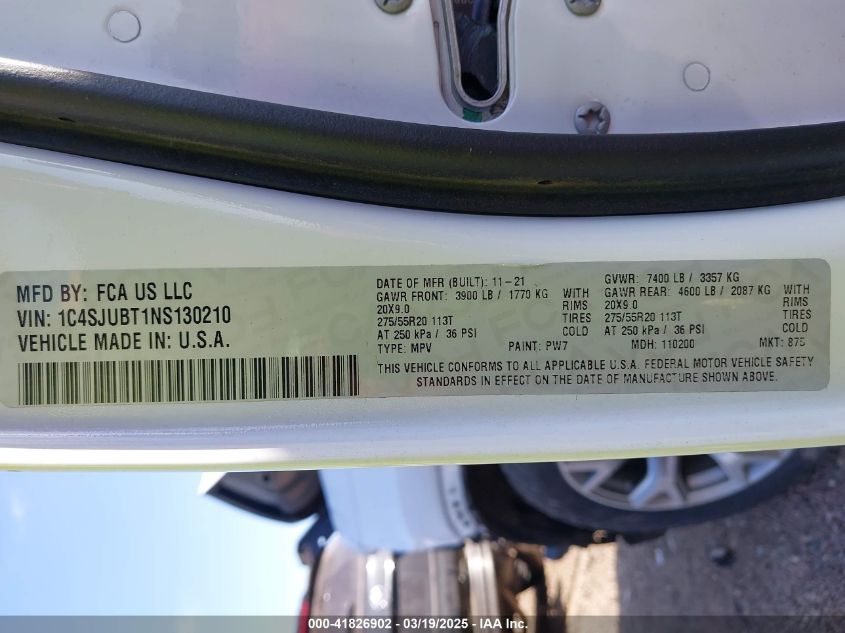 MFD BY: FCA US LLC
VIN: 1C4SJUBT1NS130210
VEHICLE MADE IN: U.S.A.
DATE OF MFR (BUILT): 11-21 GVWR: 7400 LB / 3357 KG
GAWR FRONT: 3900 LB / 1770 KG WITH GAWR REAR: 4600 LB / 2087 KG WITH
20X9.0 RIMS 20X9.0 RIMS
275/55R20 113T TIRES 275/55R20 113T TIRES
AT 250 kPa / 36 PSI COLD AT 250 kPa / 36 PSI COLD
TYPE: MPV PAINT: PW7 MDH: 110200 MKT: 875
THIS VEHICLE CONFORMS TO ALL APPLICABLE U.S.A. FEDERAL MOTOR VEHICLE SAFETY
STANDARDS IN EFFECT ON THE DATE OF MANUFACTURE SHOWN ABOVE.
000-41826902 - 03/19/2025 - IAA Inc.